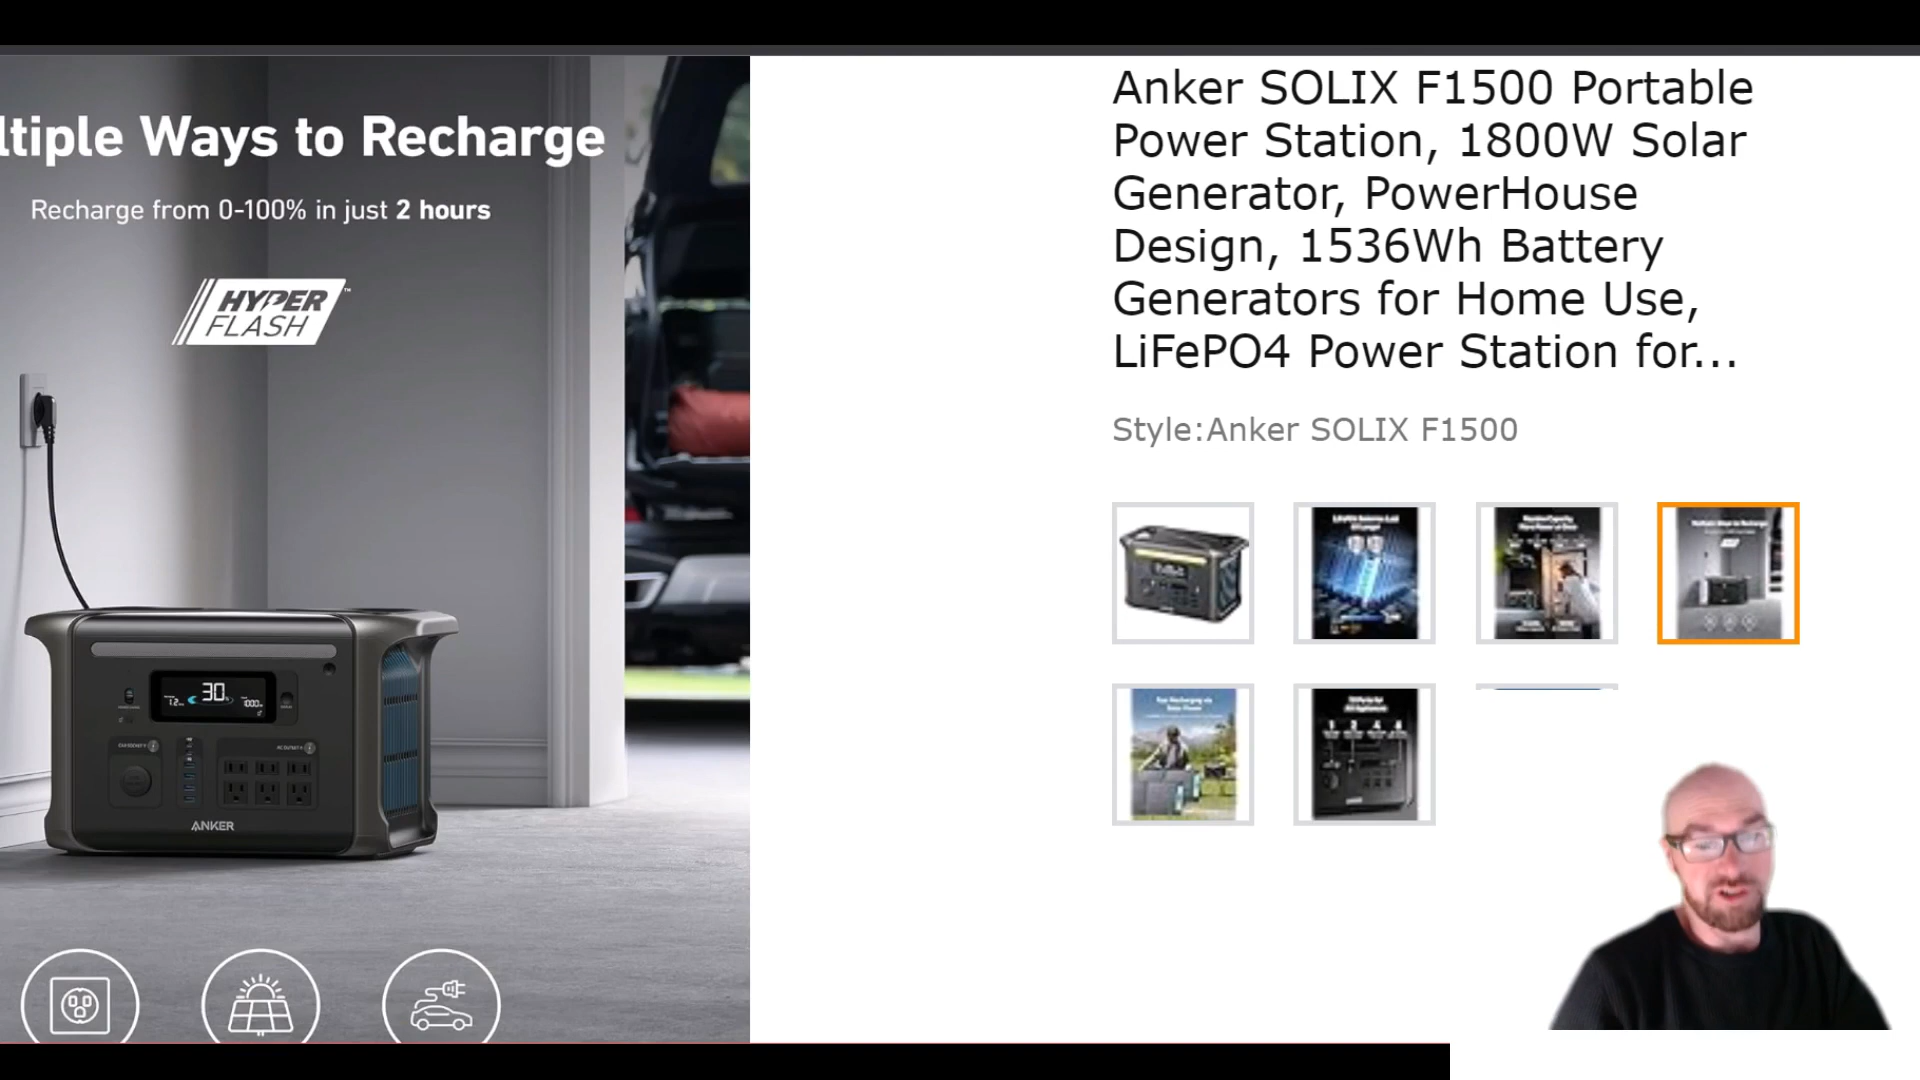 ltiple Ways to Recharge
Recharge from 0-100% in just 2 hours
HYPER
FLASH
™
30%
1000
ANKER
Anker SOLIX F1500 Portable
Power Station, 1800W Solar
Generator, PowerHouse
Design, 1536Wh Battery
Generators for Home Use,
LiFePO4 Power Station for...
Style:Anker SOLIX F1500